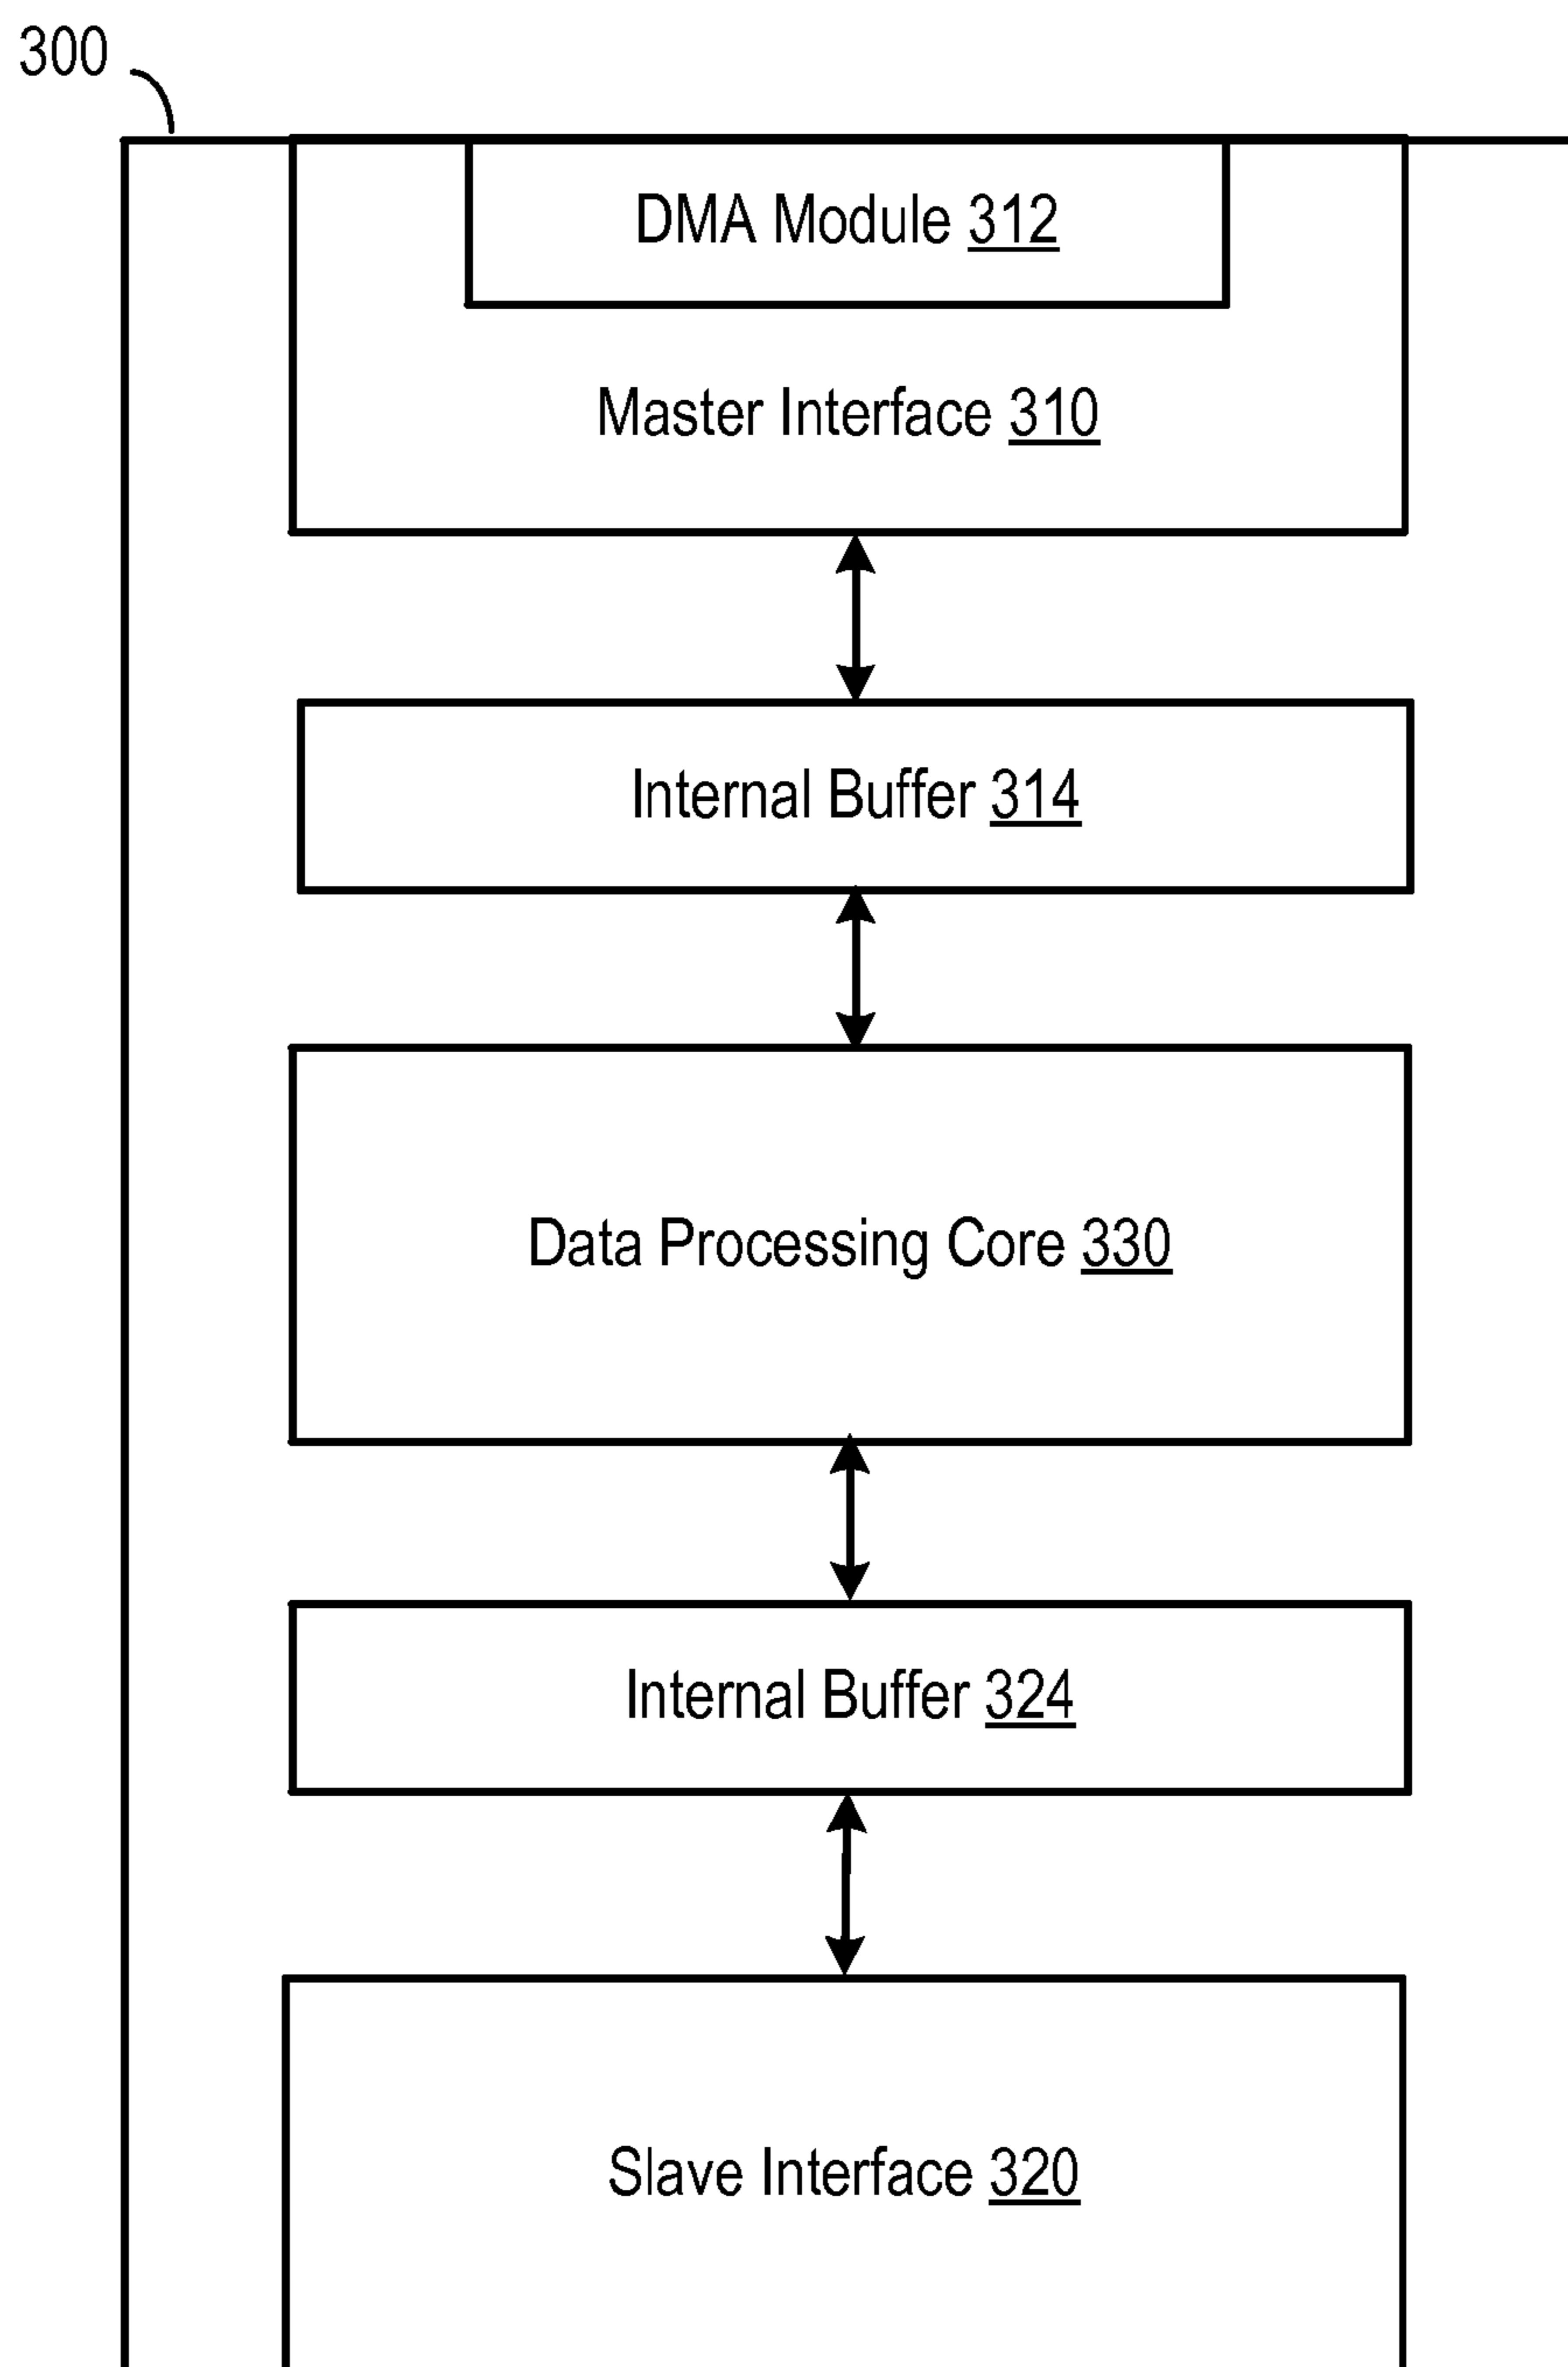 300
DMA Module 312
Master Interface 310
Internal Buffer 314
Data Processing Core 330
Internal Buffer 324
Slave Interface 320